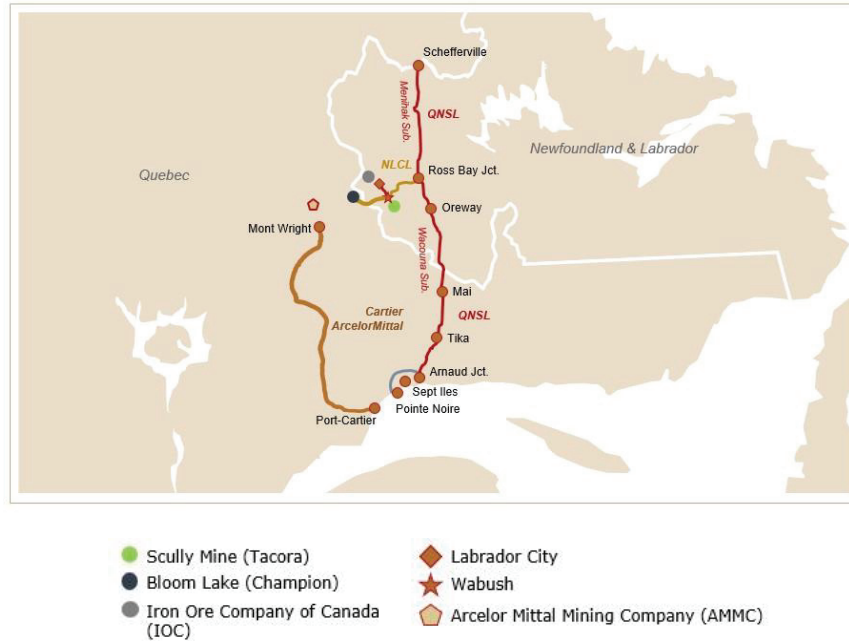 Schefferville
Menihak Sub.
QNSL
Newfoundland & Labrador
Quebec
NLCL
Ross Bay Jct.
Oreway
Mont Wright
Wacouna Sub.
Mai
Cartier
ArcelorMittal
QNSL
Tika
Arnaud Jct.
Sept Iles
Pointe Noire
Port-Cartier
Scully Mine (Tacora)
Bloom Lake (Champion)
Iron Ore Company of Canada
(IOC)
Labrador City
Wabush
Arcelor Mittal Mining Company (AMMC)